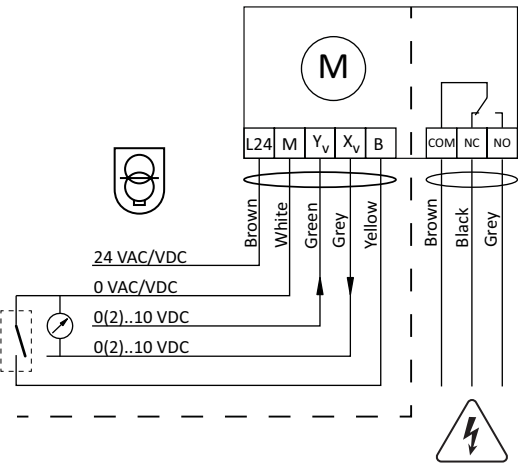 M
L24 M Yv Xv B COM NC NO
Brown White Green Grey Yellow Brown Black Grey
24 VAC/VDC
0 VAC/VDC
0(2)..10 VDC
0(2)..10 VDC